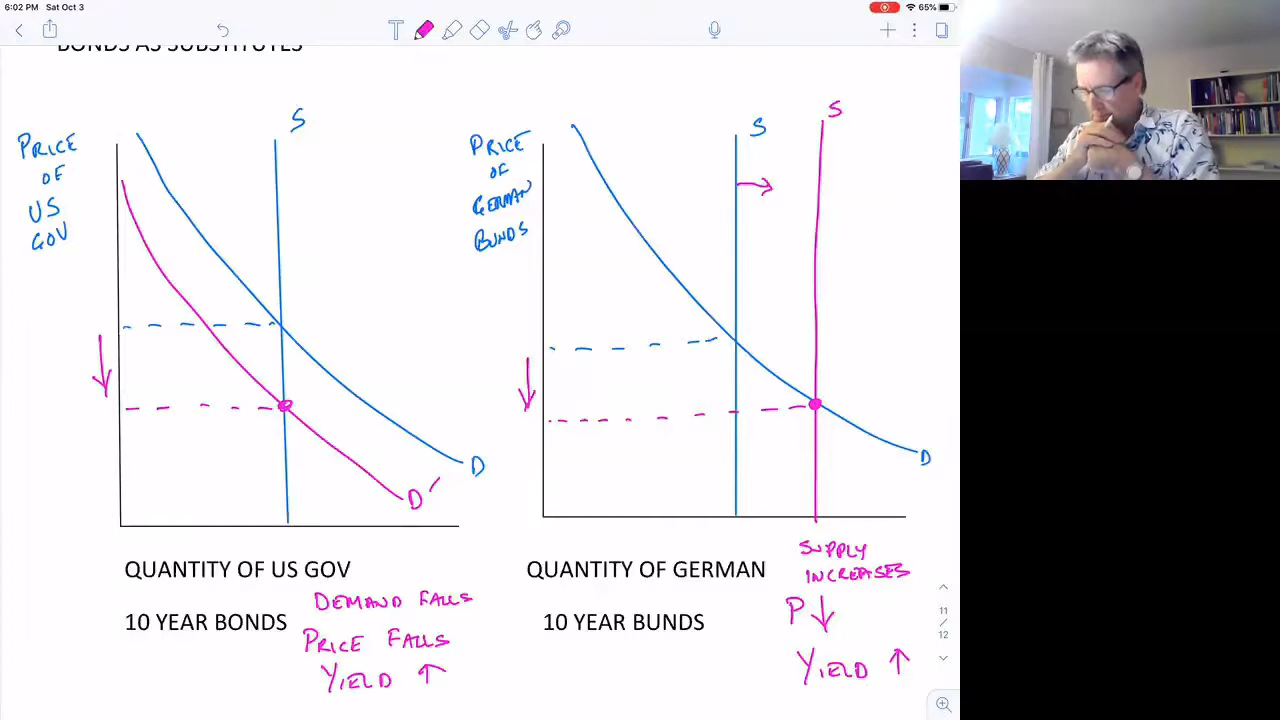 6:02 PM Sat Oct 3
65%
BONDS AS SUBSTITUTES
PRICE
OF
US
GOV
S
D
D'
QUANTITY OF US GOV
10 YEAR BONDS
DEMAND FALLS
PRICE FALLS
YIELD ↑
PRICE
OF
GERMAN
BUNDS
S
S
D
QUANTITY OF GERMAN
10 YEAR BUNDS
SUPPLY
INCREASES
P ↓
YIELD ↑
11
/
12